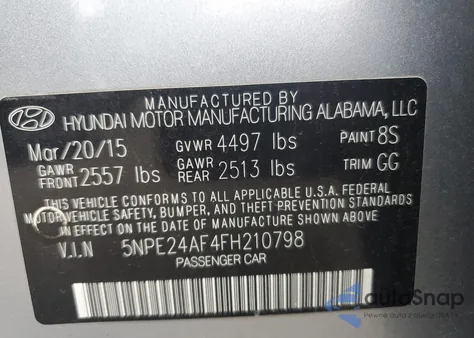 MANUFACTURED BY
HYUNDAI MOTOR MANUFACTURING ALABAMA, LLC
Mar/20/15 GVWR 4497 lbs PAINT 8S
GAWR FRONT 2557 lbs GAWR REAR 2513 lbs TRIM GG
THIS VEHICLE CONFORMS TO ALL APPLICABLE U.S.A. FEDERAL
MOTOR VEHICLE SAFETY, BUMPER, AND THEFT PREVENTION STANDARDS
IN EFFECT ON THE DATE OF MANUFACTURE SHOWN ABOVE.
V.I.N 5NPE24AF4FH210798
PASSENGER CAR
autoSnap